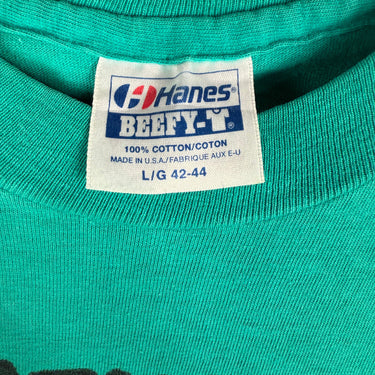 Hanes®
BEEFY-T®
100% COTTON/COTON
MADE IN U.S.A./FABRIQUE AUX E-U
L/G 42-44